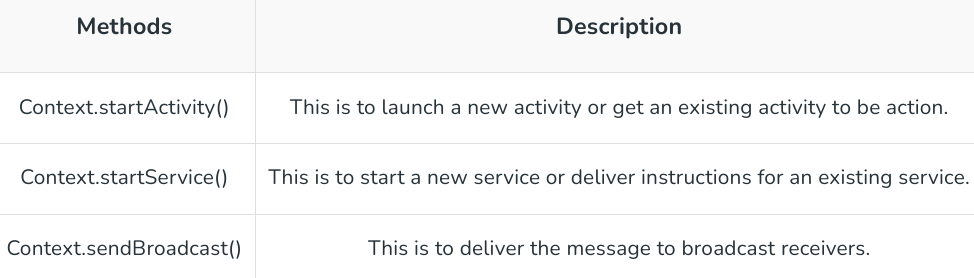 Methods Description
Context.startActivity() This is to launch a new activity or get an existing activity to be action.
Context.startService() This is to start a new service or deliver instructions for an existing service.
Context.sendBroadcast() This is to deliver the message to broadcast receivers.